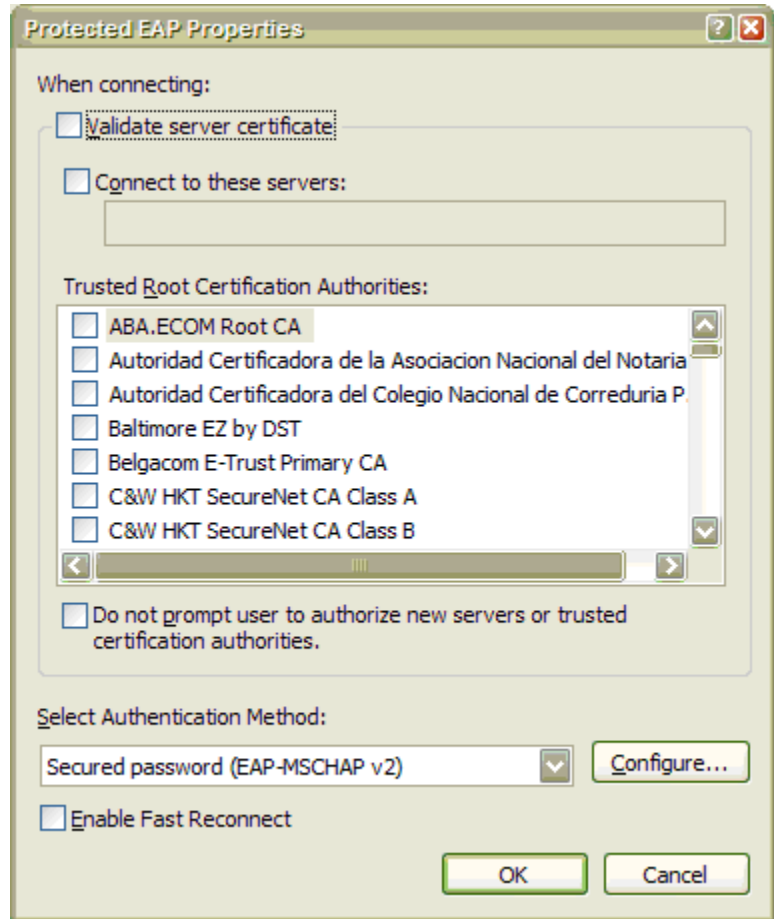 Protected EAP Properties
When connecting:
Validate server certificate
Connect to these servers:
Trusted Root Certification Authorities:
ABA.ECOM Root CA
Autoridad Certificadora de la Asociacion Nacional del Notaria
Autoridad Certificadora del Colegio Nacional de Correduria P.
Baltimore EZ by DST
Belgacom E-Trust Primary CA
C&W HKT SecureNet CA Class A
C&W HKT SecureNet CA Class B
Do not prompt user to authorize new servers or trusted
certification authorities.
Select Authentication Method:
Secured password (EAP-MSCHAP v2)
Configure...
Enable Fast Reconnect
OK Cancel